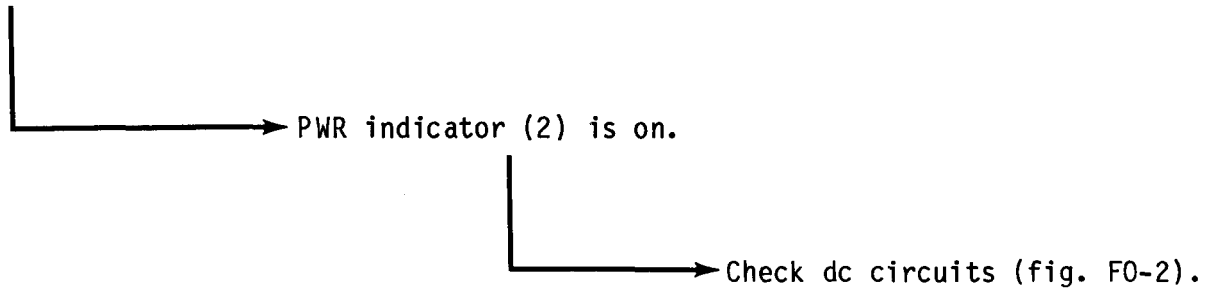 PWR indicator (2) is on.
Check dc circuits (fig. FO-2).